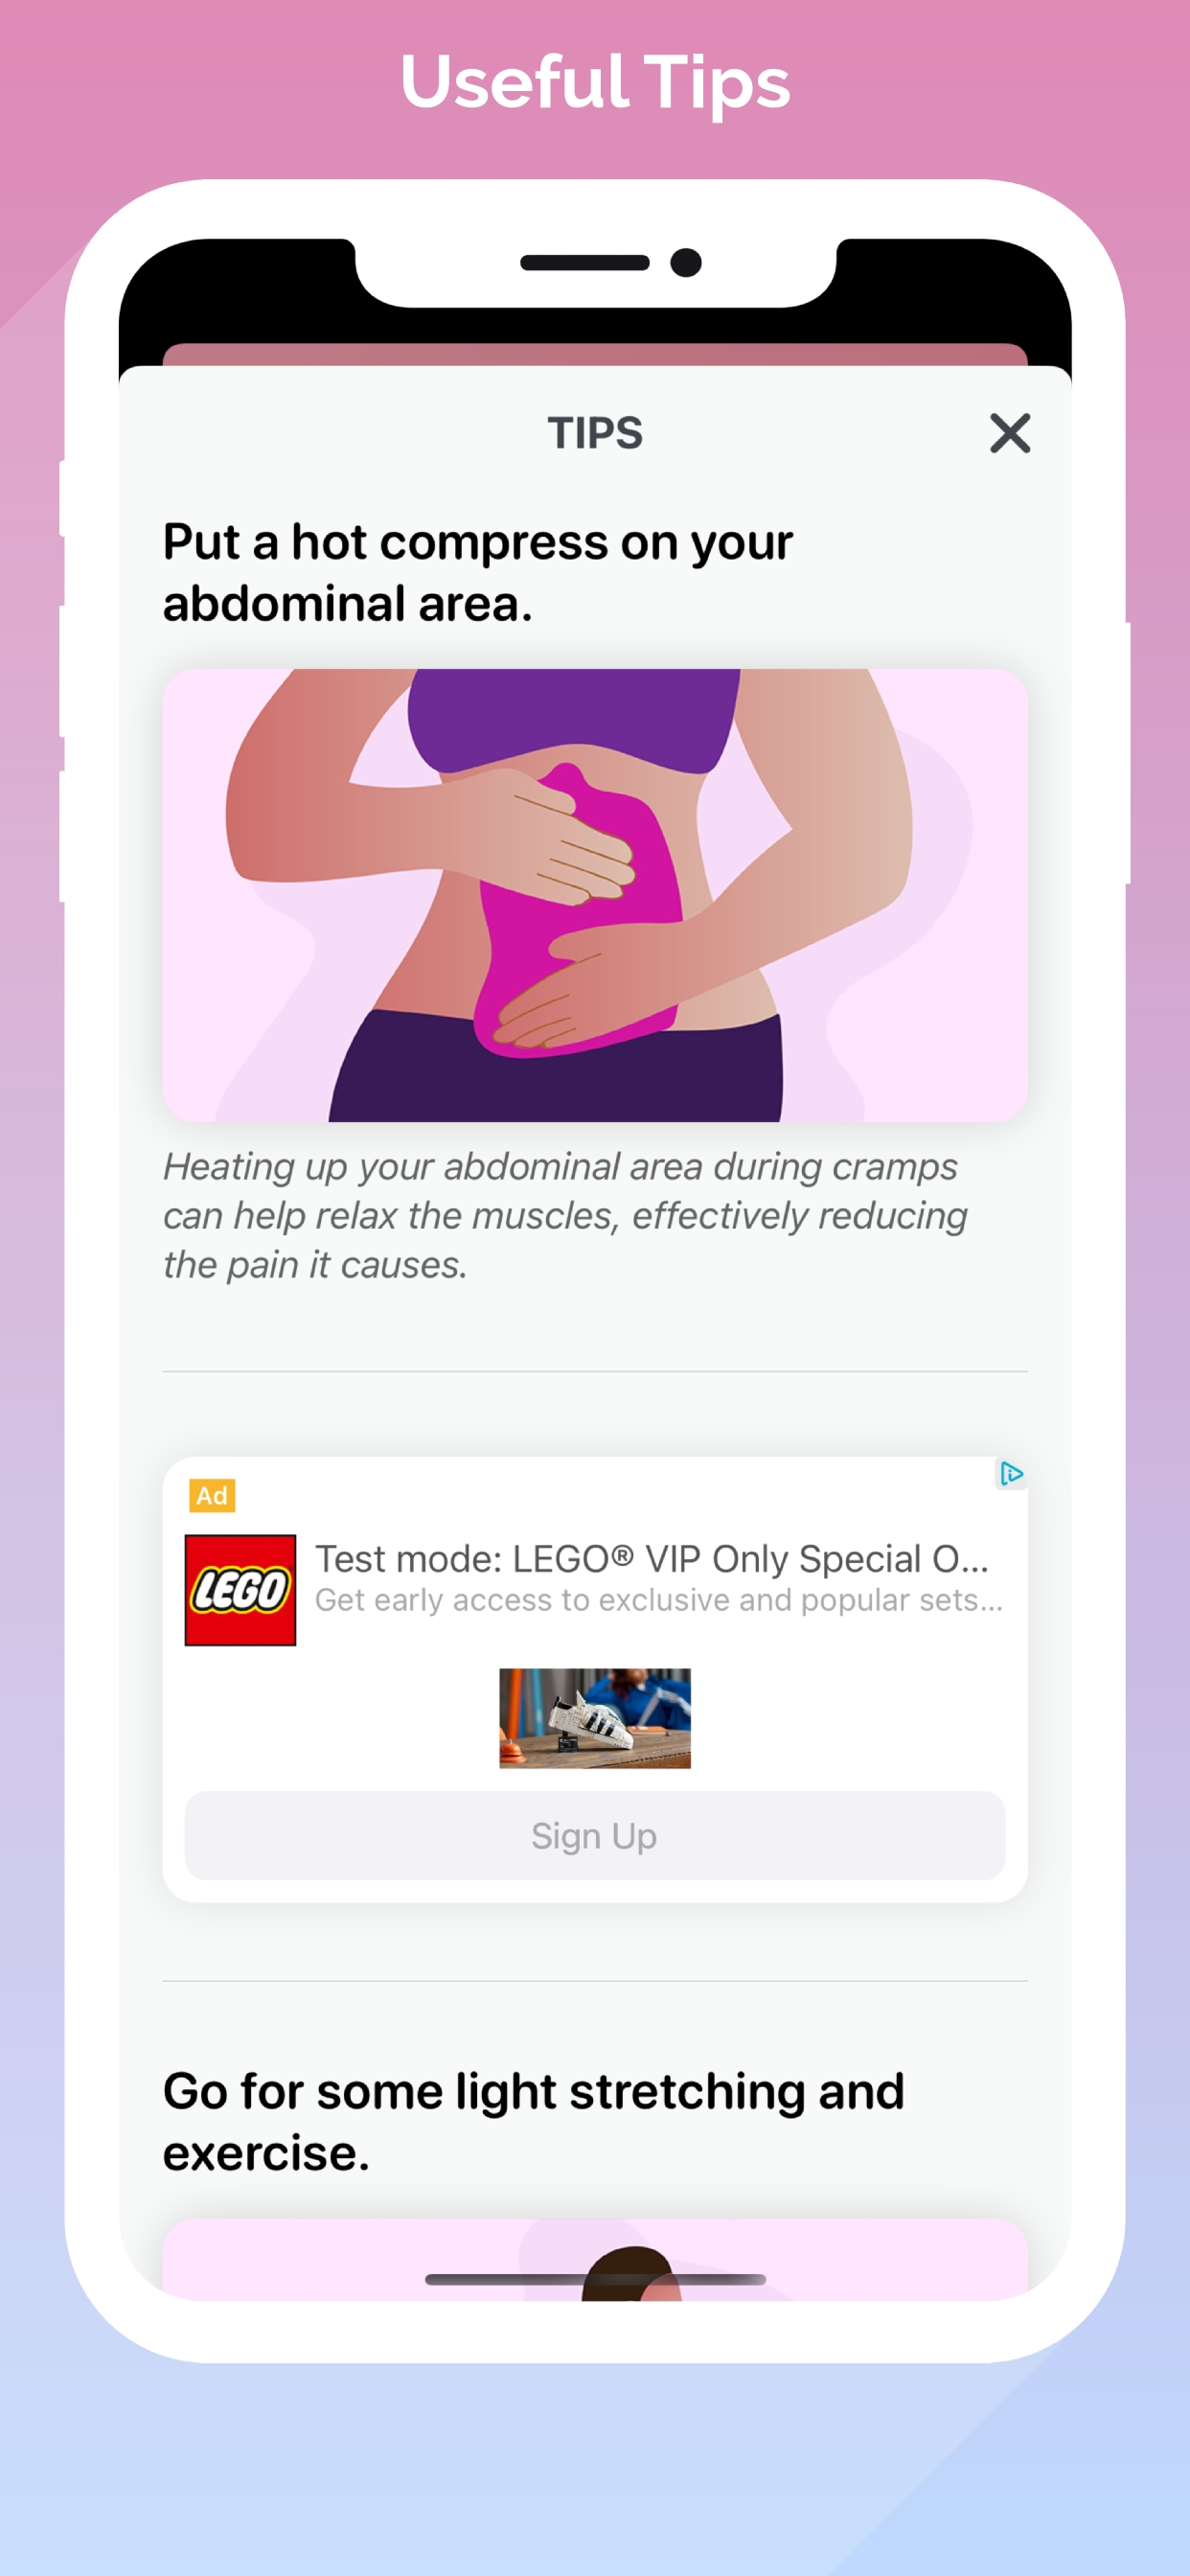 Useful Tips
TIPS
Put a hot compress on your
abdominal area.
Heating up your abdominal area during cramps
can help relax the muscles, effectively reducing
the pain it causes.
Ad
LEGO
Test mode: LEGO® VIP Only Special O...
Get early access to exclusive and popular sets...
Sign Up
Go for some light stretching and
exercise.